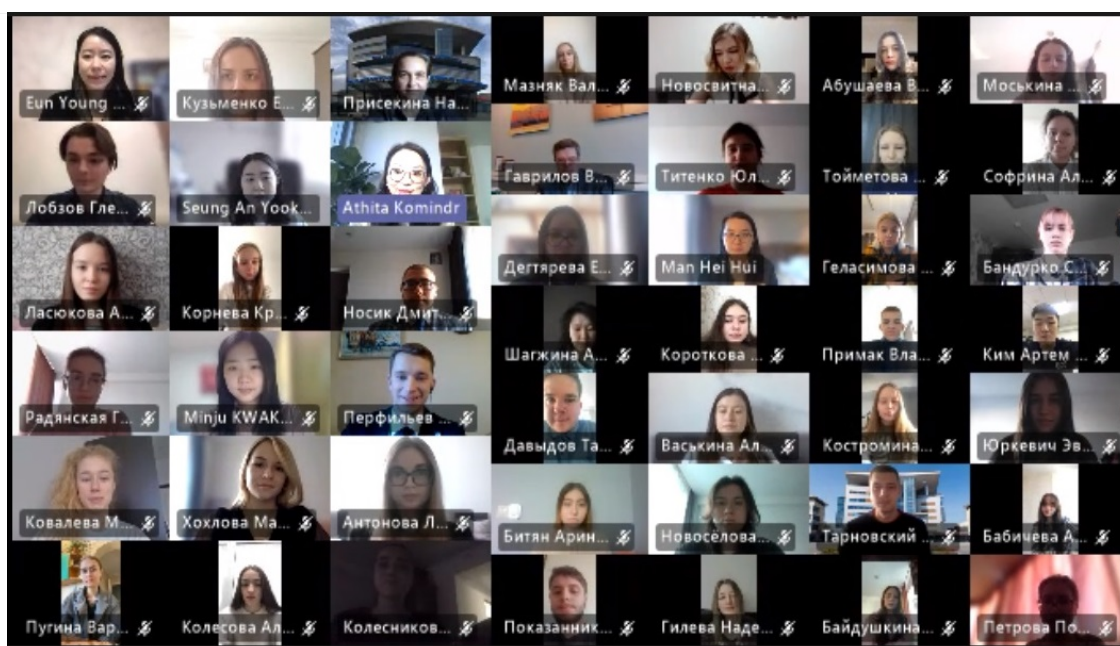 Eun Young ...
Кузьменко Е...
Присекина На...
Мазняк Вал...
Новосвитна...
Абушаева В...
Моськина ...
Лобзов Гле...
Seung An Yook...
Athita Komindr
Гаврилов В...
Титенко Юл...
Тойметова ...
Софрина Ал...
Дегтярева Е...
Man Hei Hui
Геласимова ...
Бандурко С...
Ласюкова А...
Корнева Кр...
Носик Дмит...
Шагжина А...
Короткова ...
Примак Вла...
Ким Артем ...
Радянская Г...
Minju KWAK...
Перфильев ...
Давыдов Та...
Васькина Ал...
Костромина...
Юркевич Эв...
Ковалева М...
Хохлова Ма...
Антонова Л...
Битян Арин...
Новосёлова...
Тарновский ...
Бабичева А...
Пугина Вар...
Колесова Ал...
Колесников...
Показанник...
Гилева Наде...
Байдушкина...
Петрова По...